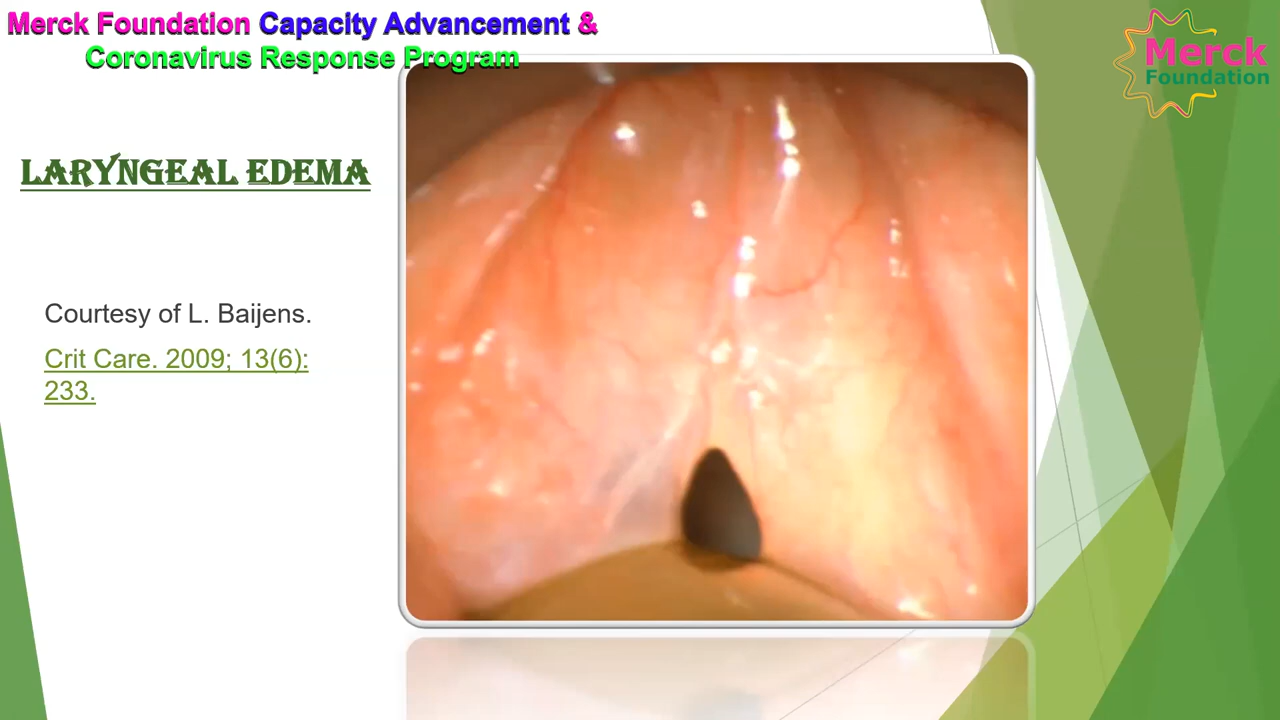 Merck Foundation Capacity Advancement &
Coronavirus Response Program
Merck
Foundation
LARYNGEAL EDEMA
Courtesy of L. Baijens.
Crit Care. 2009; 13(6):
233.